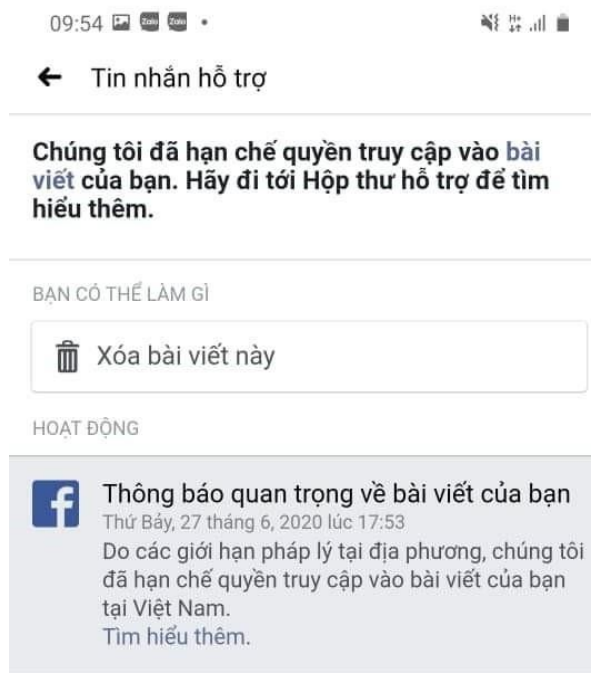 09:54
Tin nhắn hỗ trợ
Chúng tôi đã hạn chế quyền truy cập vào bài
viết của bạn. Hãy đi tới Hộp thư hỗ trợ để tìm
hiểu thêm.
BẠN CÓ THỂ LÀM GÌ
Xóa bài viết này
HOẠT ĐỘNG
Thông báo quan trọng về bài viết của bạn
Thứ Bảy, 27 tháng 6, 2020 lúc 17:53
Do các giới hạn pháp lý tại địa phương, chúng tôi
đã hạn chế quyền truy cập vào bài viết của bạn
tại Việt Nam.
Tìm hiểu thêm.